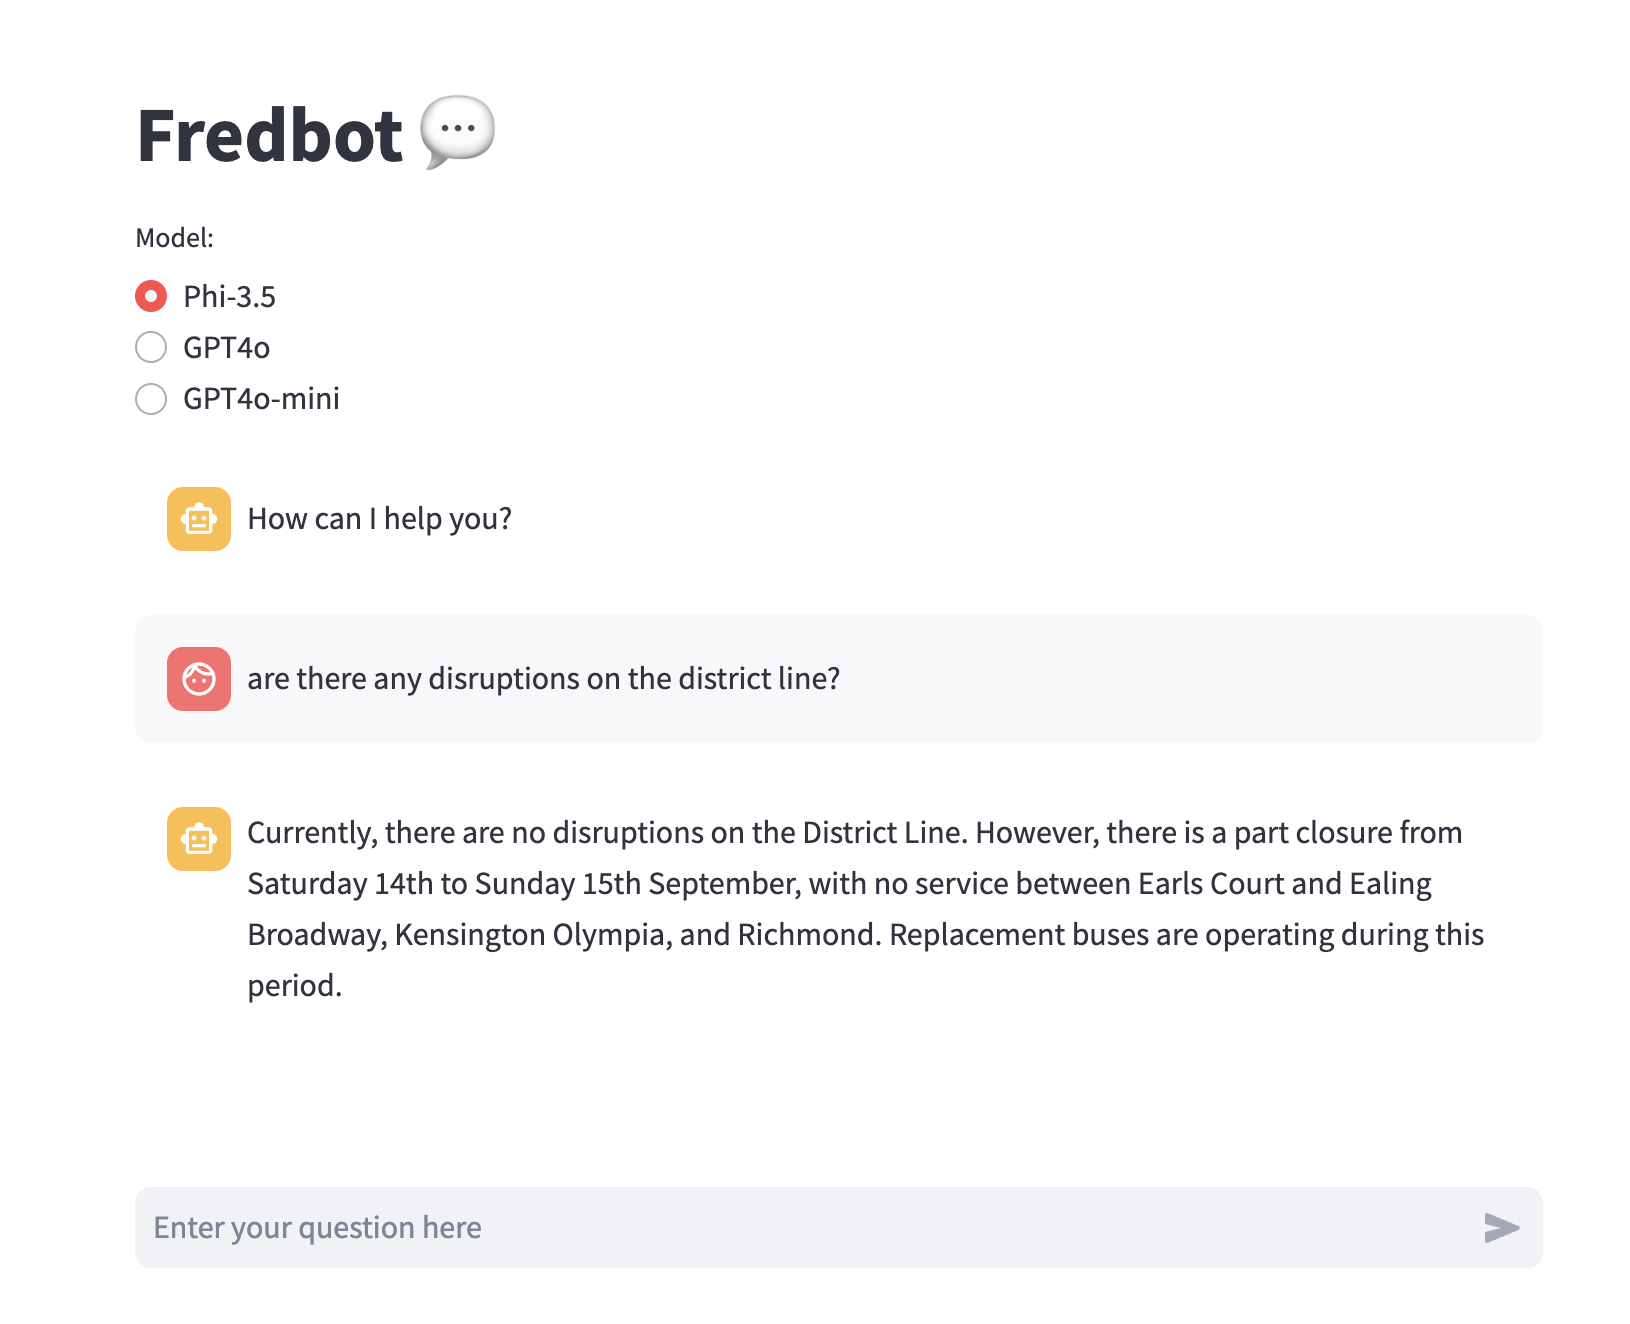 Fredbot 💬
Model:
Phi-3.5
GPT4o
GPT4o-mini
How can I help you?
are there any disruptions on the district line?
Currently, there are no disruptions on the District Line. However, there is a part closure from
Saturday 14th to Sunday 15th September, with no service between Earls Court and Ealing
Broadway, Kensington Olympia, and Richmond. Replacement buses are operating during this
period.
Enter your question here